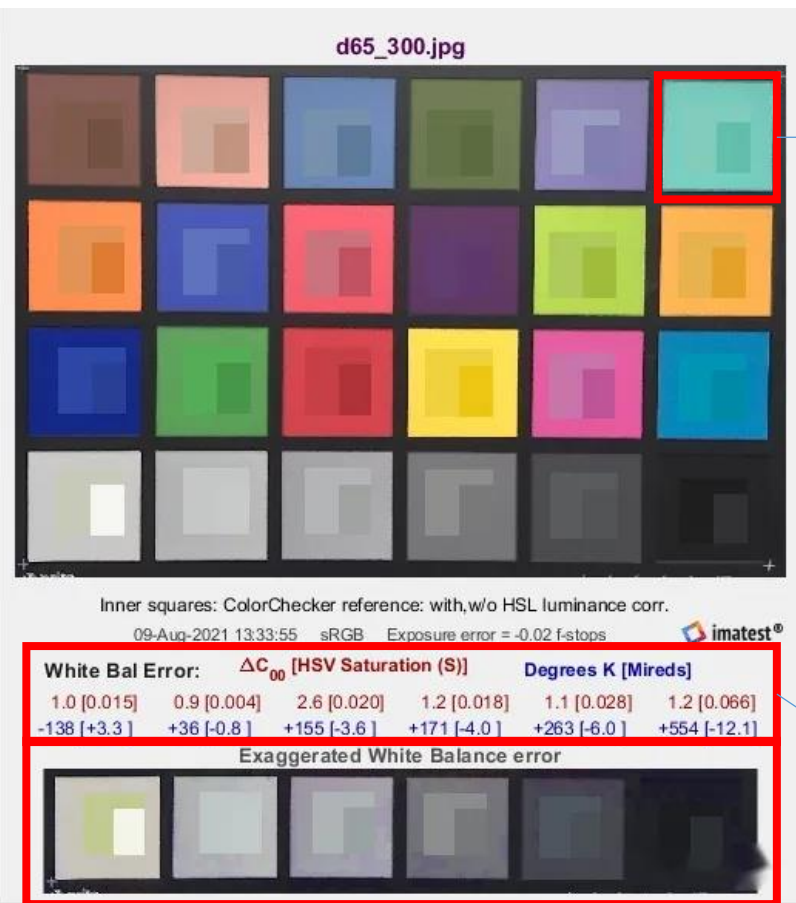 d65_300.jpg
Inner squares: ColorChecker reference: with,w/o HSL luminance corr.
09-Aug-2021 13:33:55 sRGB Exposure error = -0.02 f-stops imatest®
White Bal Error: ΔC00 [HSV Saturation (S)] Degrees K [Mireds]
1.0 [0.015] 0.9 [0.004] 2.6 [0.020] 1.2 [0.018] 1.1 [0.028] 1.2 [0.066]
-138 [+3.3 ] +36 [-0.8 ] +155 [-3.6 ] +171 [-4.0 ] +263 [-6.0 ] +554 [-12.1]
Exaggerated White Balance error